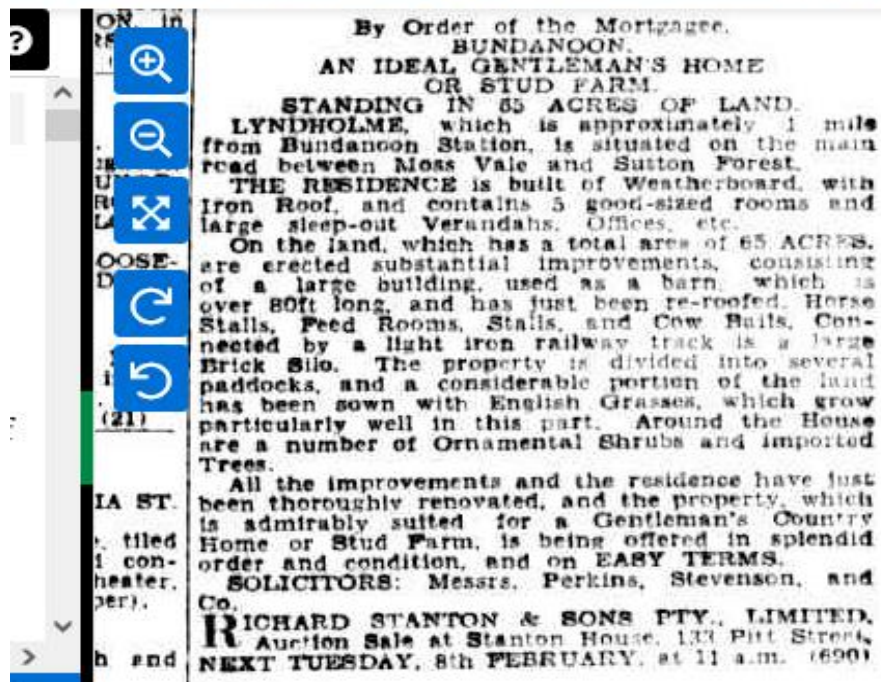 ON, in
By Order of the Mortgagee.
BUNDANOON.
AN IDEAL GENTLEMAN'S HOME
OR STUD FARM.
STANDING IN 65 ACRES OF LAND.
LYNDHOLME, which is approximately 1 mile
from Bundanoon Station, is situated on the main
road between Moss Vale and Sutton Forest.
THE RESIDENCE is built of Weatherboard, with
Iron Roof, and contains 5 good-sized rooms and
large sleep-out Verandahs, Offices, etc.
On the land, which has a total area of 65 ACRES,
are erected substantial improvements, consisting
of a large building, used as a barn, which is
over 80ft long, and has just been re-roofed, Horse
Stalls, Feed Rooms, Stalls, and Cow Bails. Con-
nected by a light iron railway track is a large
Brick Silo. The property is divided into several
paddocks, and a considerable portion of the land
has been sown with English Grasses, which grow
particularly well in this part. Around the House
are a number of Ornamental Shrubs and imported
Trees.
All the improvements and the residence have just
been thoroughly renovated, and the property, which
is admirably suited for a Gentleman's Country
Home or Stud Farm, is being offered in splendid
order and condition, and on EASY TERMS.
SOLICITORS: Messrs. Perkins, Stevenson, and
Co.
RICHARD STANTON & SONS PTY., LIMITED,
Auction Sale at Stanton House, 133 Pitt Street,
NEXT TUESDAY, 8th FEBRUARY, at 11 a.m. (690)
OOSE-
(21)
IA ST.
tiled
con-
heater,
per),
h and